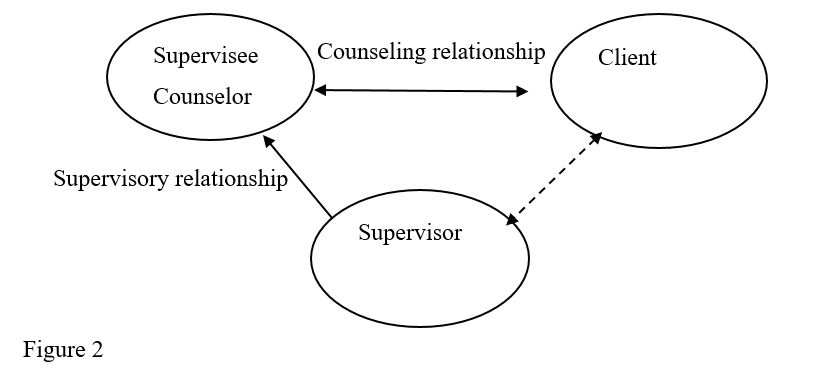 Supervisee
Counselor
Counseling relationship
Client
Supervisory relationship
Supervisor
Figure 2